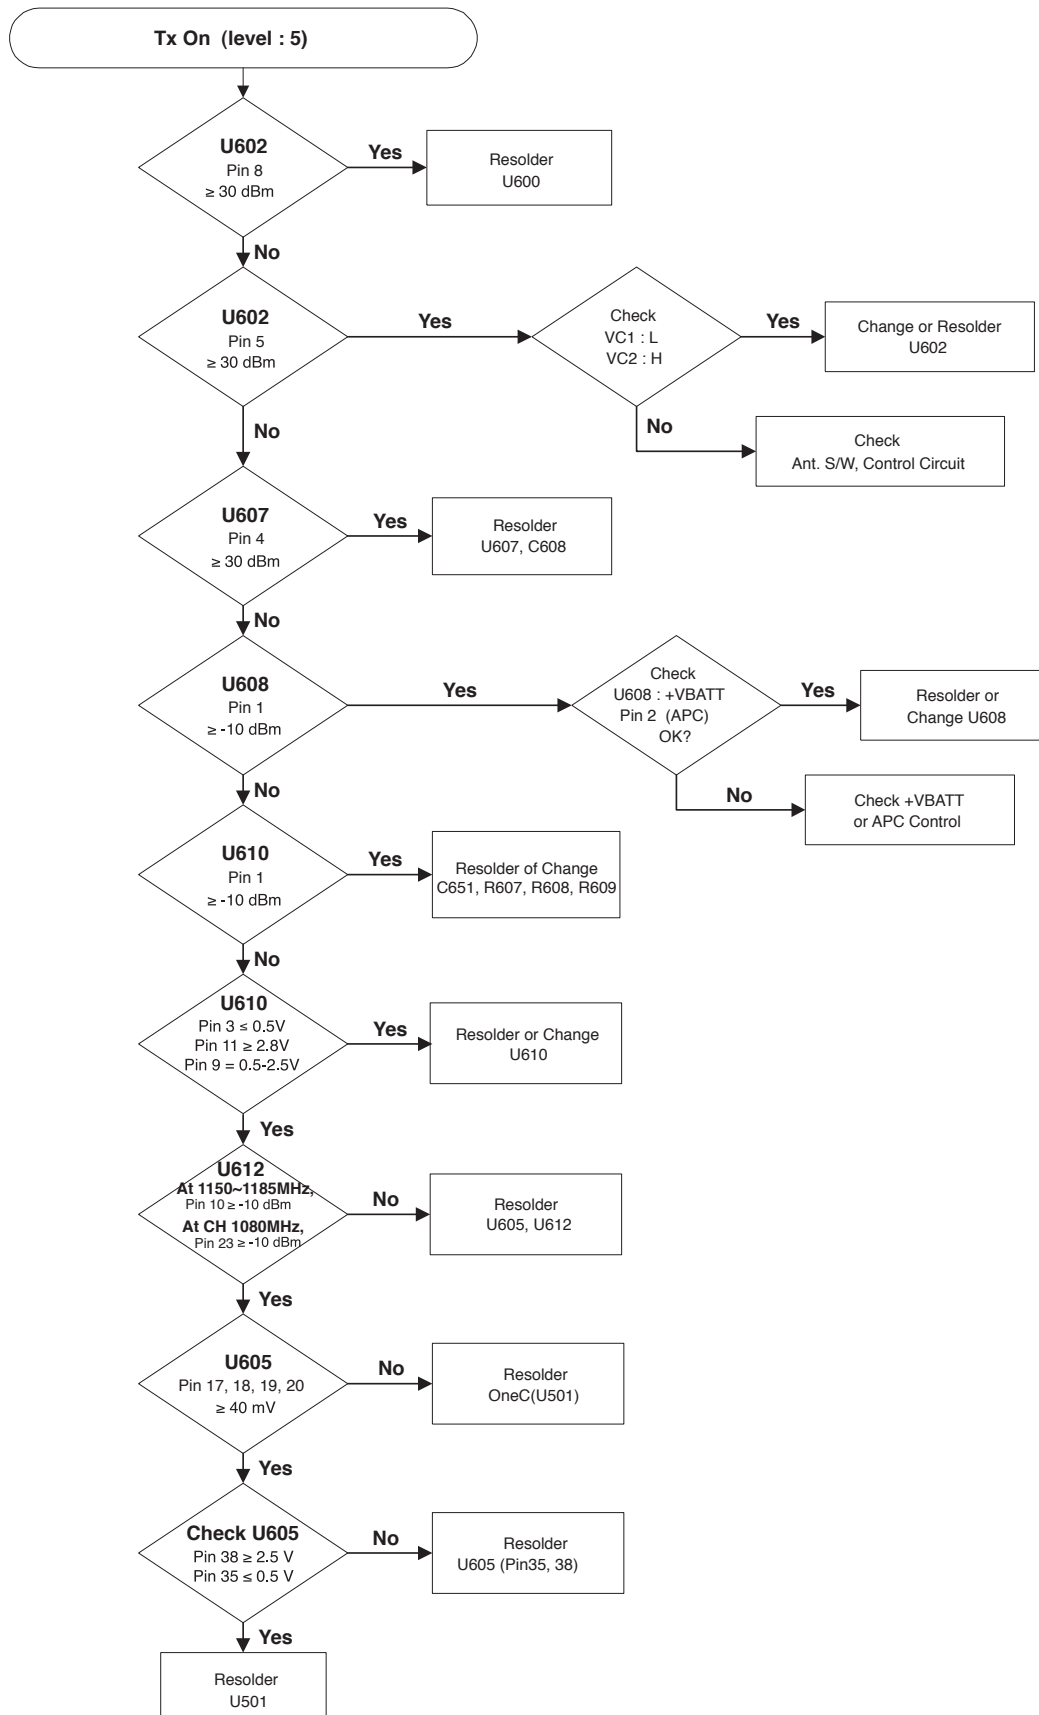 Tx On (level : 5)
U602
Pin 8
≥ 30 dBm
Yes
Resolder
U600
No
U602
Pin 5
≥ 30 dBm
Yes
Check
VC1 : L
VC2 : H
Yes
Change or Resolder
U602
No
Check
Ant. S/W, Control Circuit
No
U607
Pin 4
≥ 30 dBm
Yes
Resolder
U607, C608
No
U608
Pin 1
≥ -10 dBm
Yes
Check
U608 : +VBATT
Pin 2 (APC)
OK?
Yes
Resolder or
Change U608
No
Check +VBATT
or APC Control
No
U610
Pin 1
≥ -10 dBm
Yes
Resolder of Change
C651, R607, R608, R609
No
U610
Pin 3 ≤ 0.5V
Pin 11 ≥ 2.8V
Pin 9 = 0.5-2.5V
Yes
Resolder or Change
U610
Yes
U612
At 1150~1185MHz,
Pin 10 ≥ -10 dBm
At CH 1080MHz,
Pin 23 ≥ -10 dBm
No
Resolder
U605, U612
Yes
U605
Pin 17, 18, 19, 20
≥ 40 mV
No
Resolder
OneC(U501)
Yes
Check U605
Pin 38 ≥ 2.5 V
Pin 35 ≤ 0.5 V
No
Resolder
U605 (Pin35, 38)
Yes
Resolder
U501